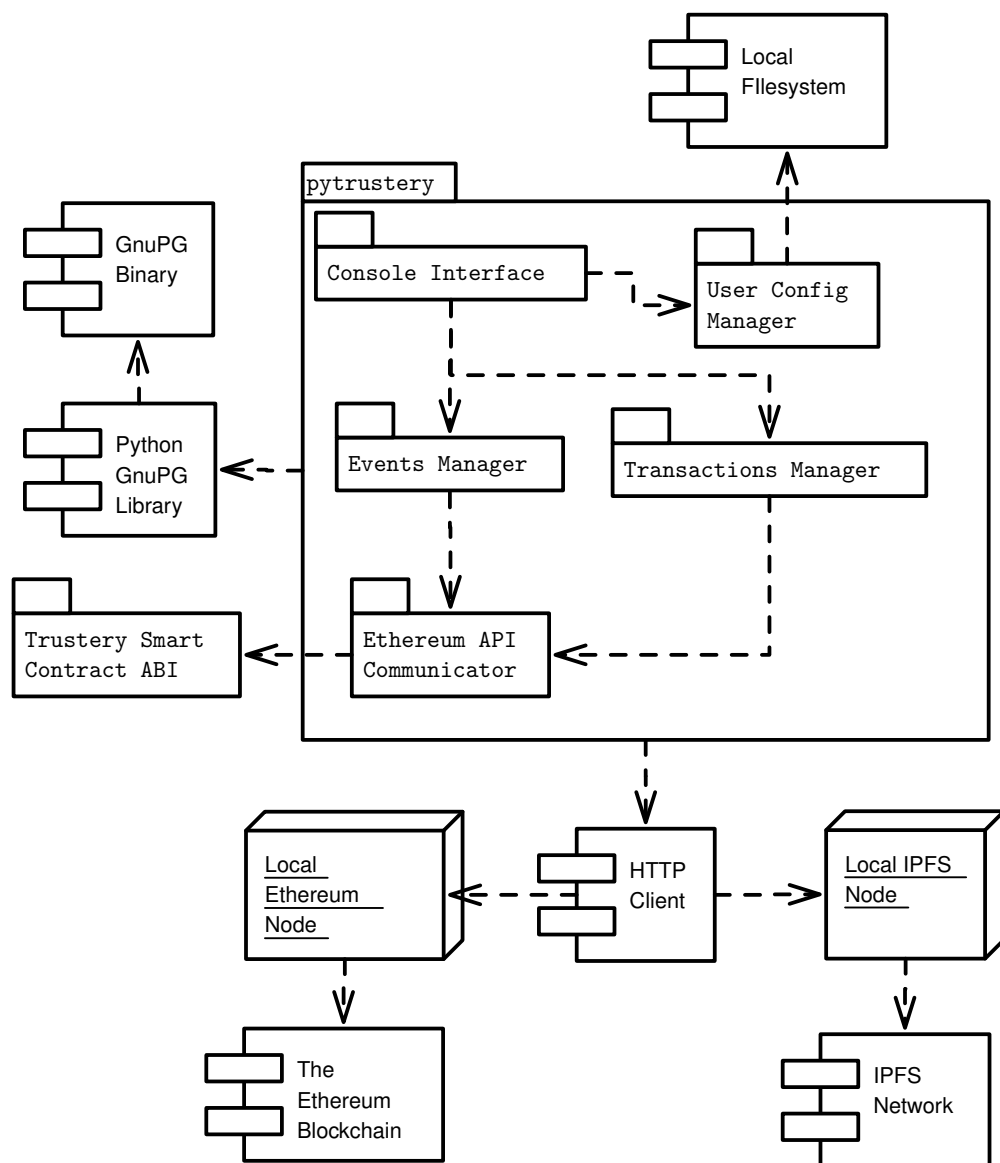 Local
FIlesystem
pytrustery
GnuPG
Binary
Console Interface
User Config
Manager
Python
GnuPG
Library
Events Manager
Transactions Manager
Trustery Smart
Contract ABI
Ethereum API
Communicator
Local
Ethereum
Node
HTTP
Client
Local IPFS
Node
The
Ethereum
Blockchain
IPFS
Network